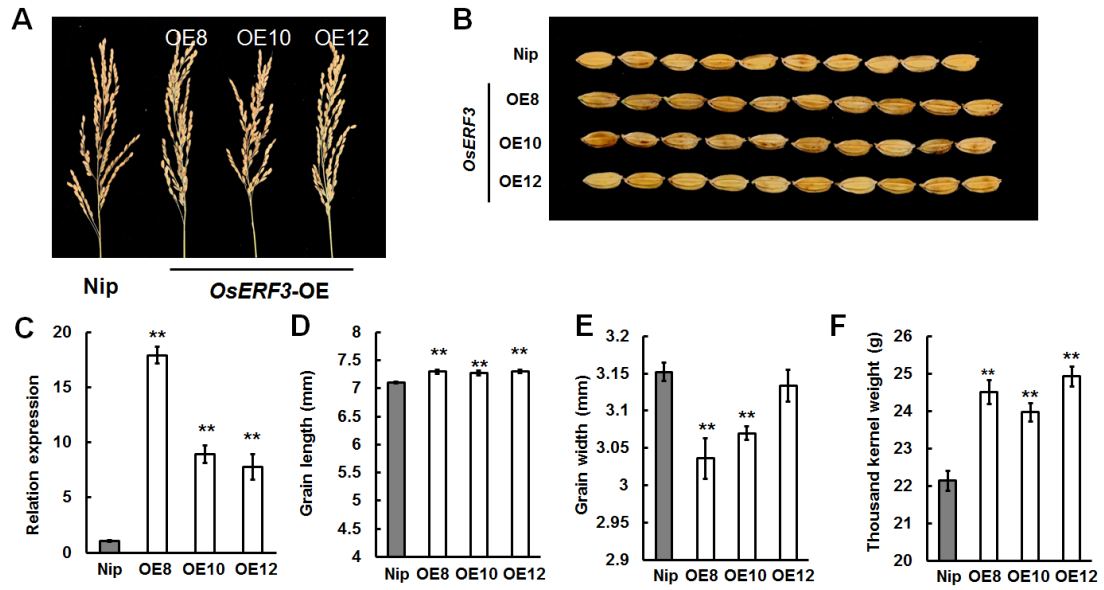 A
OE8 OE10 OE12
Nip
OsERF3-OE
B
Nip
OsERF3
OE8
OE10
OE12
C
Relation expression
20
15
10
5
0
**
**
**
Nip OE8 OE10 OE12
D
Grain length (mm)
8
7.5
7
6.5
6
5.5
5
4.5
4
**
**
**
Nip OE8 OE10 OE12
E
Grain width (mm)
3.2
3.15
3.1
3.05
3
2.95
2.9
**
**
Nip OE8 OE10 OE12
F
Thousand kernel weight (g)
26
25
24
23
22
21
20
**
**
**
Nip OE8 OE10 OE12